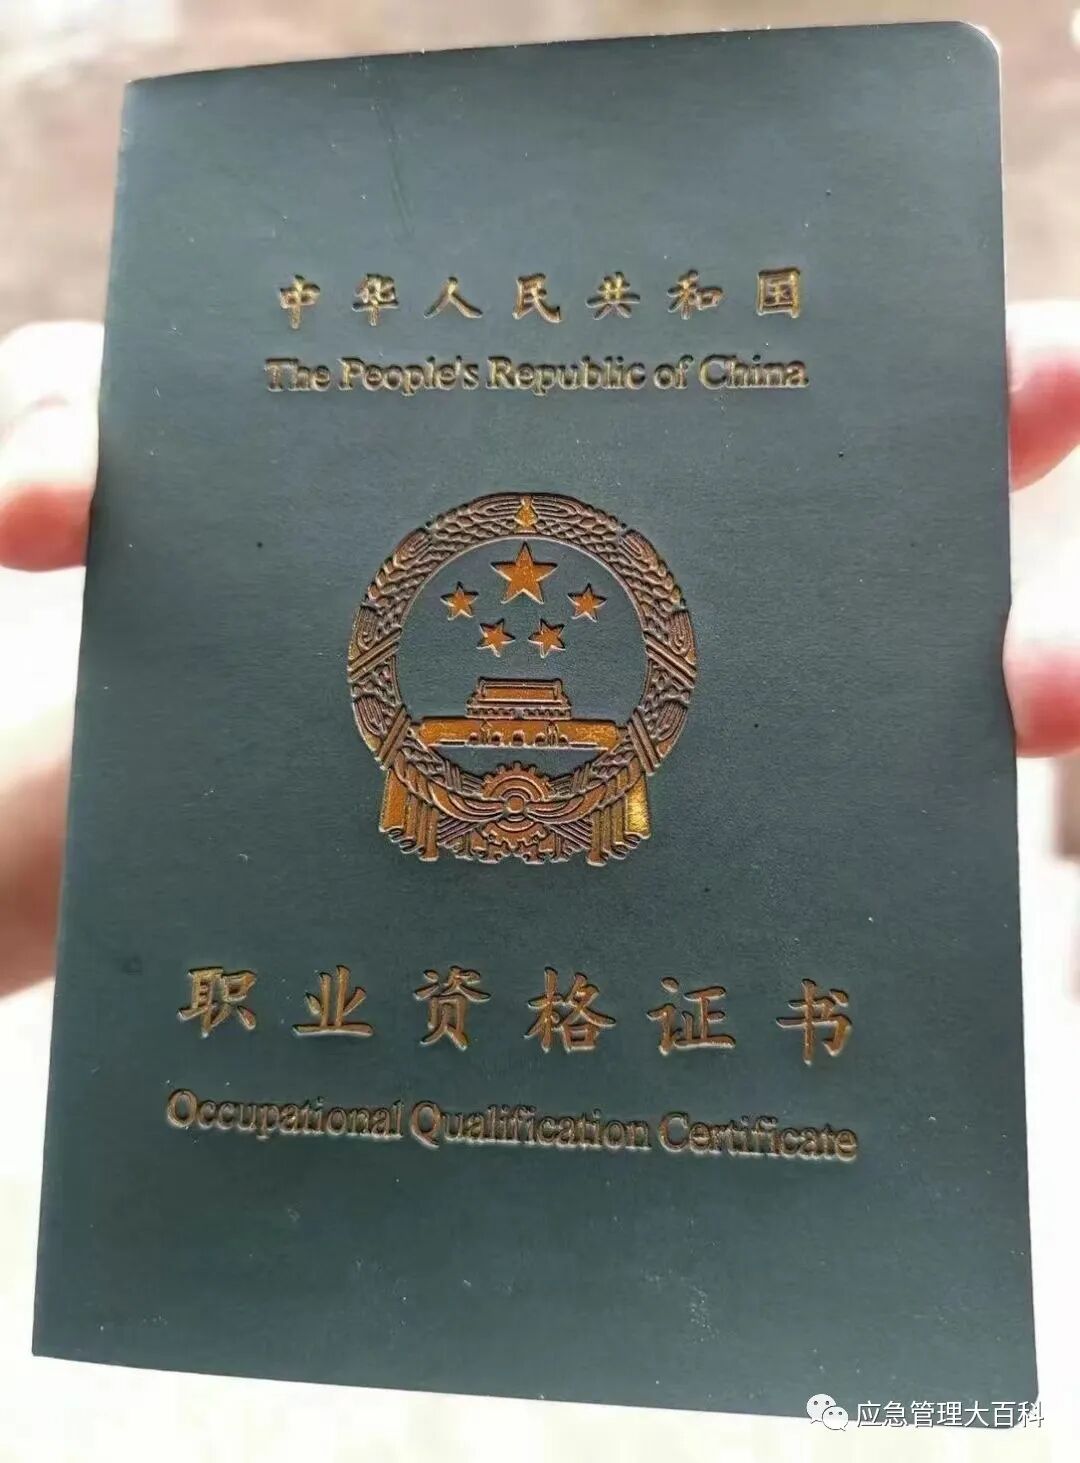 中华人民共和国
The People's Republic of China
职业资格证书
Occupational Qualification Certificate
应急管理大百科